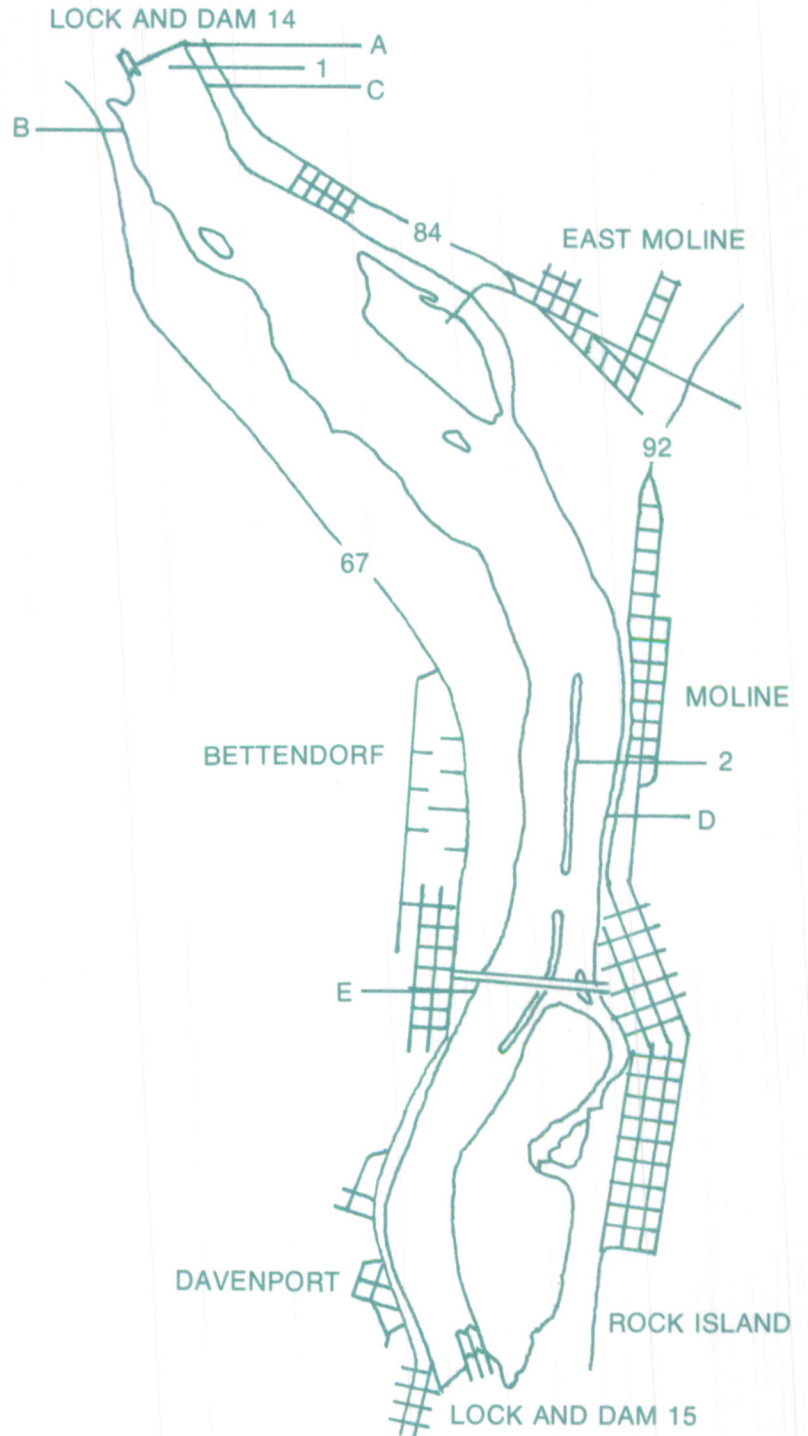 LOCK AND DAM 14
A
1
C
B
84
EAST MOLINE
92
67
MOLINE
BETTENDORF
2
D
E
DAVENPORT
ROCK ISLAND
LOCK AND DAM 15